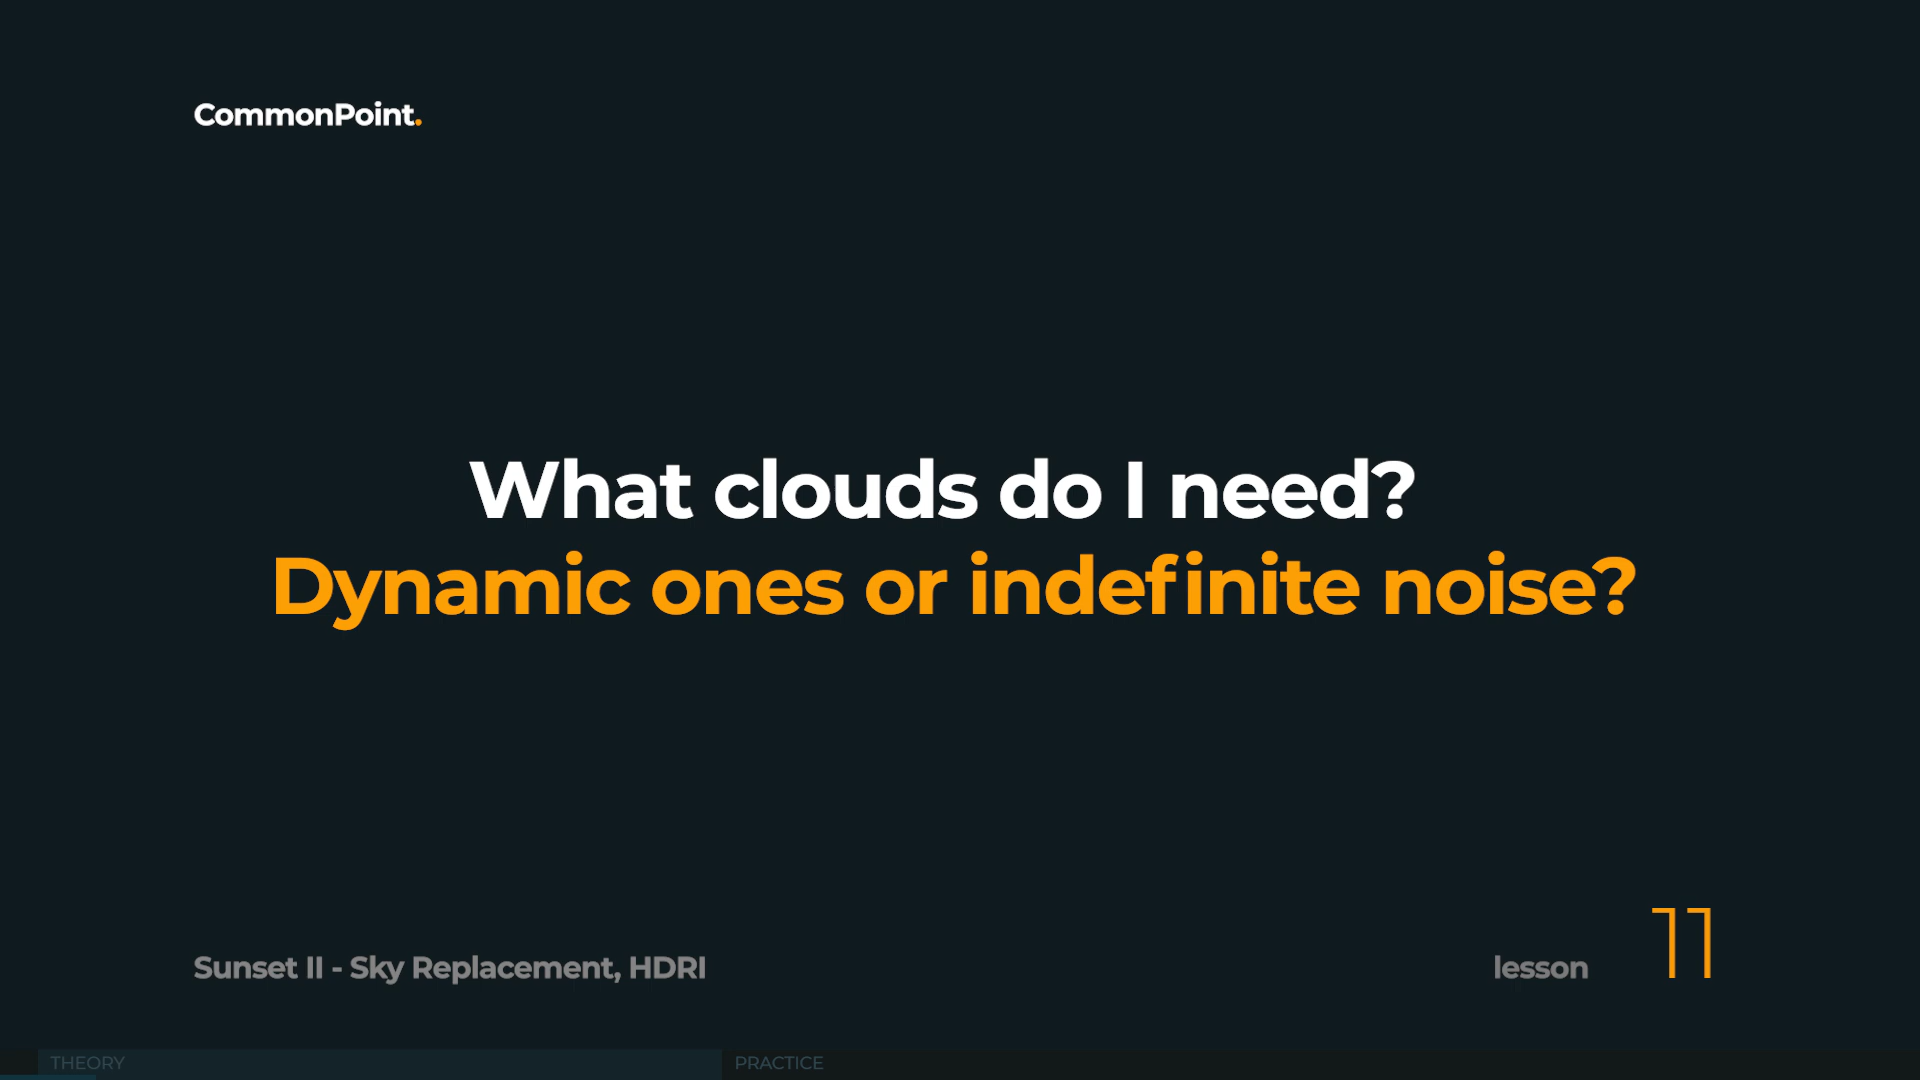 CommonPoint.
What clouds do I need?
Dynamic ones or indefinite noise?
Sunset II - Sky Replacement, HDRI
lesson 11
THEORY PRACTICE